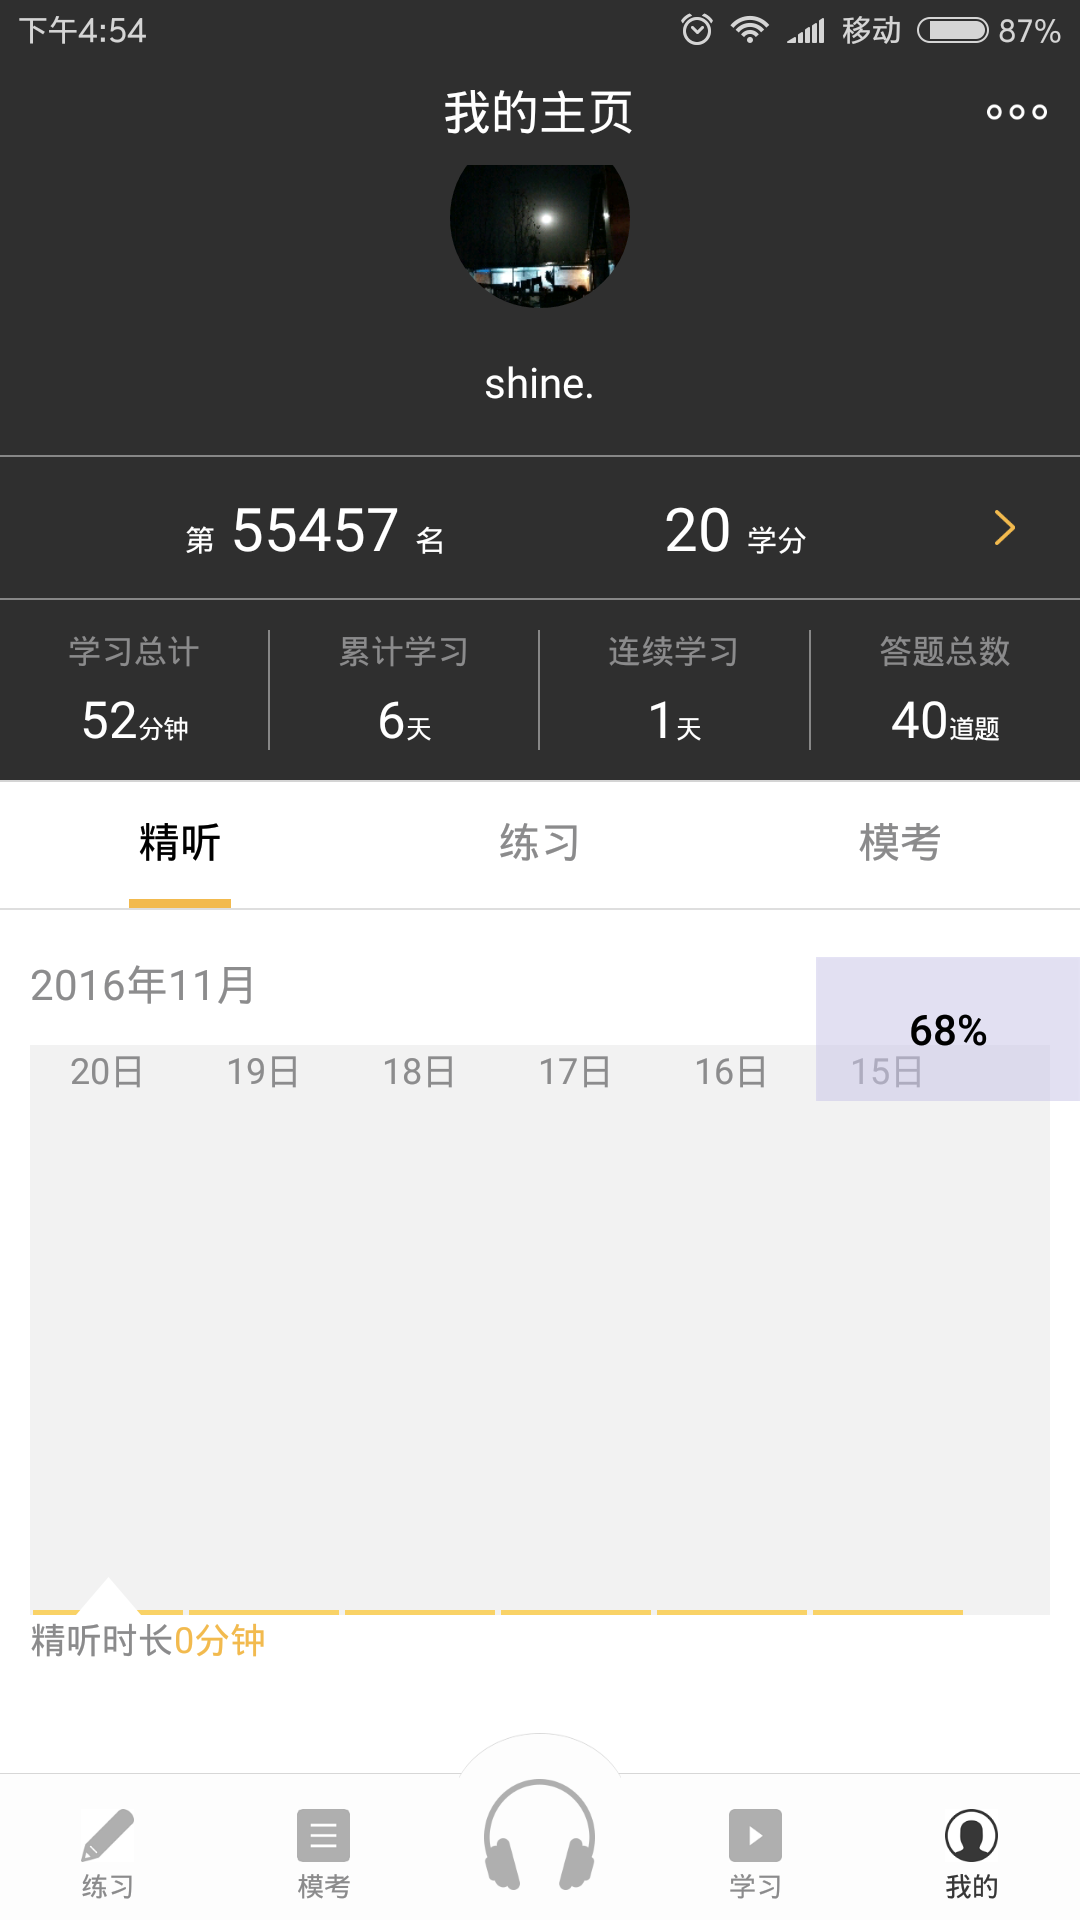 下午4:54 移动 87%
我的主页
shine.
第 55457 名 20 学分
学习总计 累计学习 连续学习 答题总数
52分钟 6天 1天 40道题
精听 练习 模考
2016年11月
68%
20日 19日 18日 17日 16日 15日
精听时长0分钟
练习 模考 学习 我的